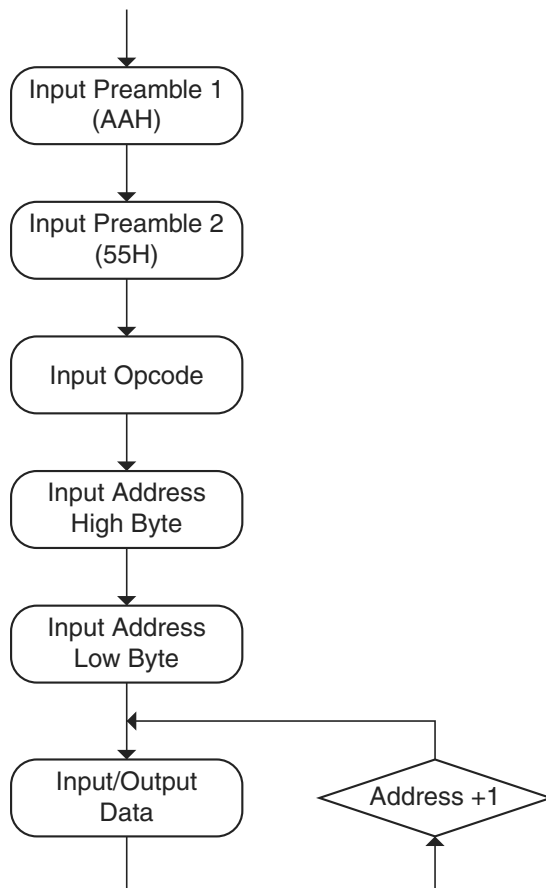 Input Preamble 1
(AAH)
Input Preamble 2
(55H)
Input Opcode
Input Address
High Byte
Input Address
Low Byte
Input/Output
Data
Address +1